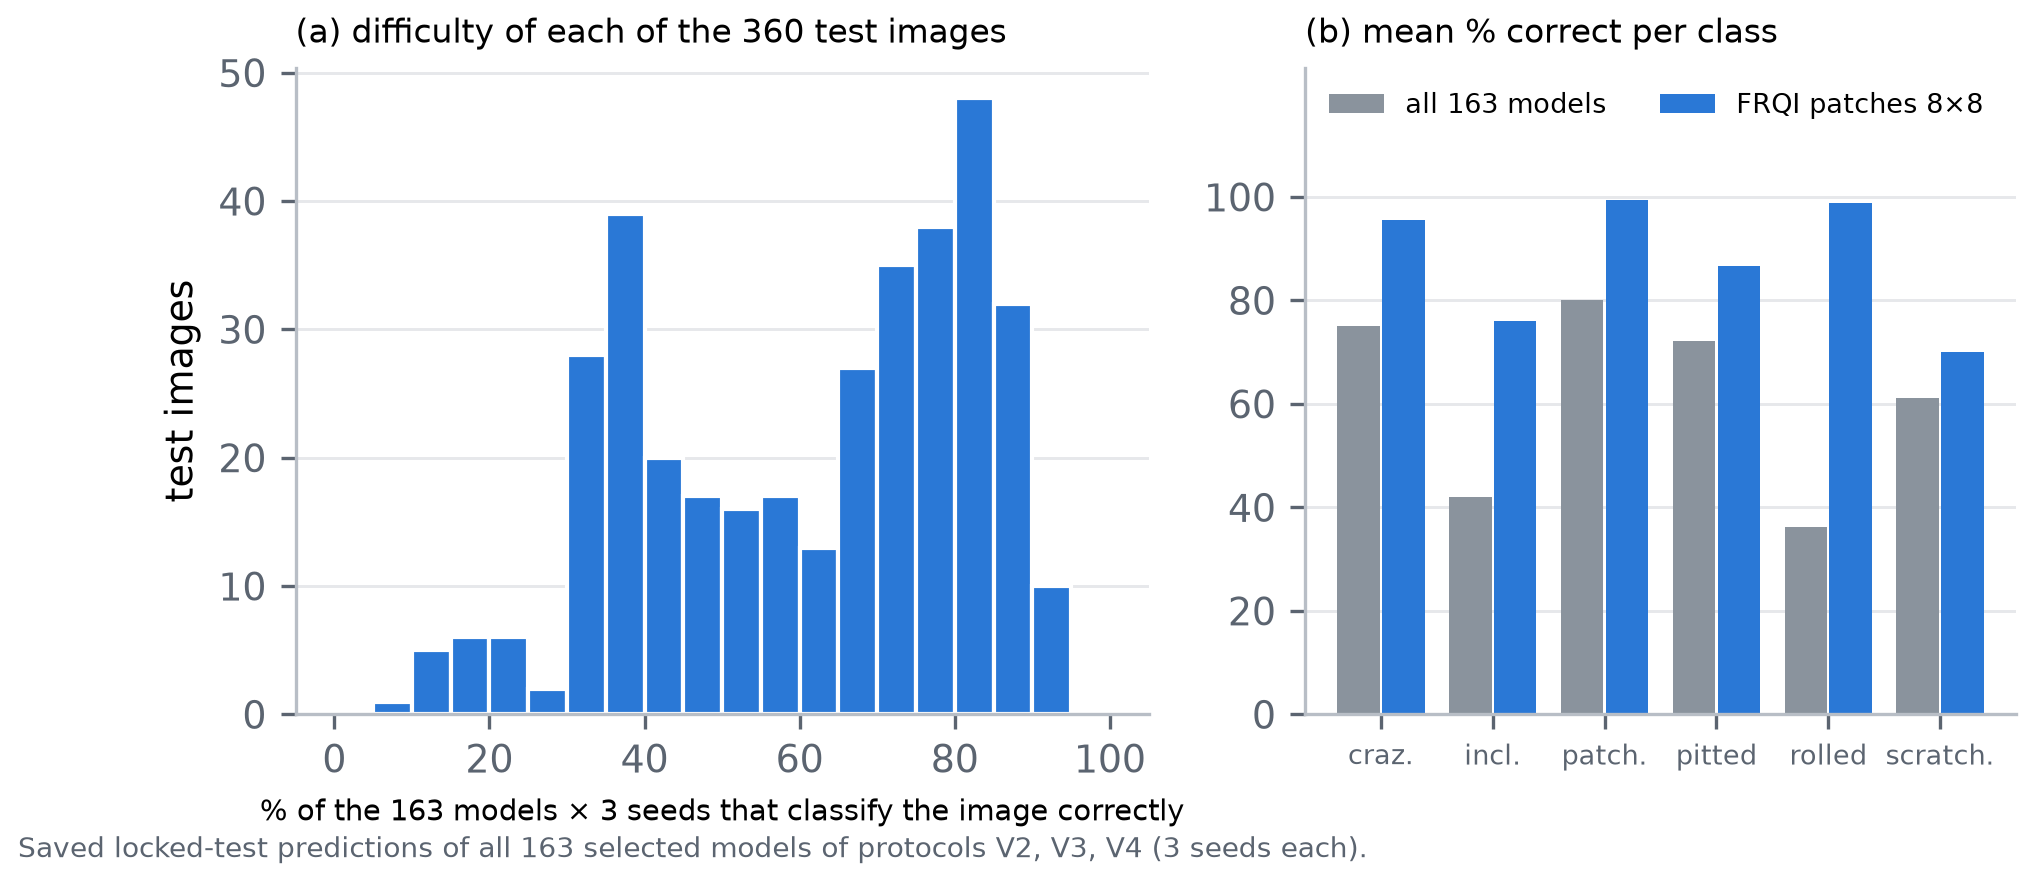 (a) difficulty of each of the 360 test images
50
40
30
20
10
0
test images
0 20 40 60 80 100
% of the 163 models × 3 seeds that classify the image correctly
(b) mean % correct per class
all 163 models FRQI patches 8×8
100
80
60
40
20
0
craz. incl. patch. pitted rolled scratch.
Saved locked-test predictions of all 163 selected models of protocols V2, V3, V4 (3 seeds each).